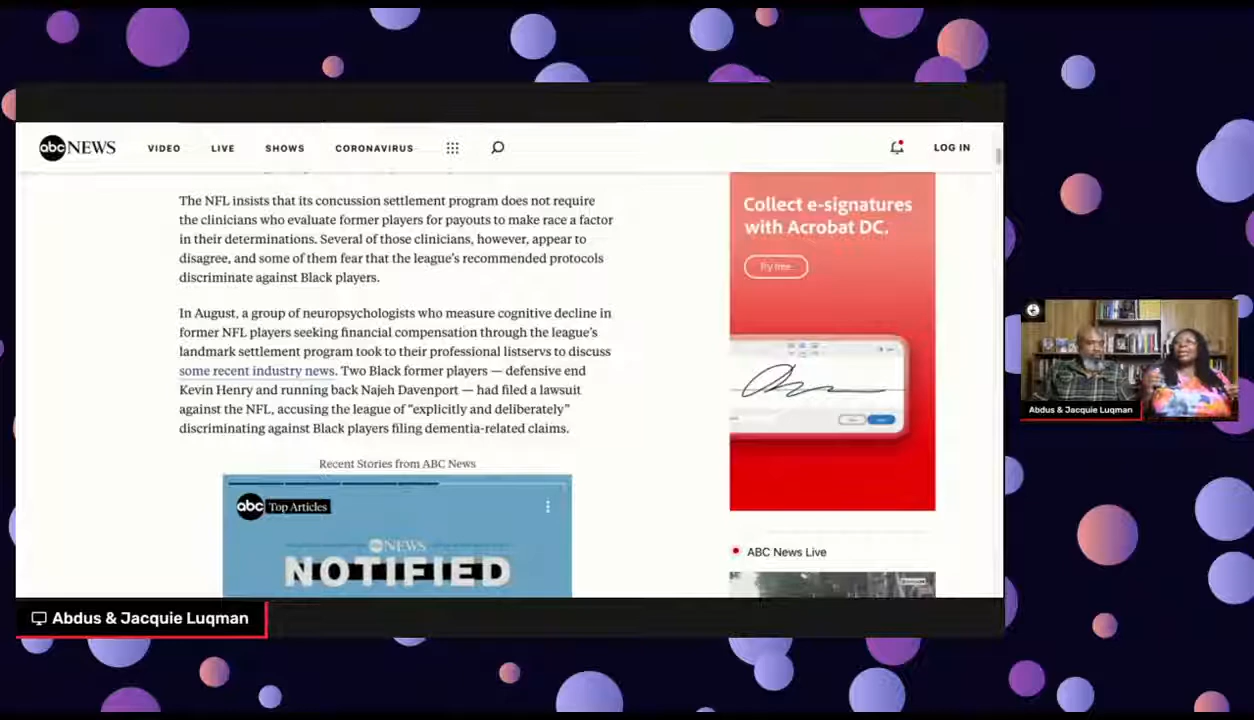 abc NEWS
VIDEO
LIVE
SHOWS
CORONAVIRUS
LOG IN
The NFL insists that its concussion settlement program does not require
the clinicians who evaluate former players for payouts to make race a factor
in their determinations. Several of those clinicians, however, appear to
disagree, and some of them fear that the league's recommended protocols
discriminate against Black players.
In August, a group of neuropsychologists who measure cognitive decline in
former NFL players seeking financial compensation through the league's
landmark settlement program took to their professional listservs to discuss
some recent industry news. Two Black former players — defensive end
Kevin Henry and running back Najeh Davenport — had filed a lawsuit
against the NFL, accusing the league of "explicitly and deliberately"
discriminating against Black players filing dementia-related claims.
Recent Stories from ABC News
abc Top Articles
abc NEWS
NOTIFIED
Collect e-signatures
with Acrobat DC.
Try free
ABC News Live
Abdus & Jacquie Luqman
Abdus & Jacquie Luqman